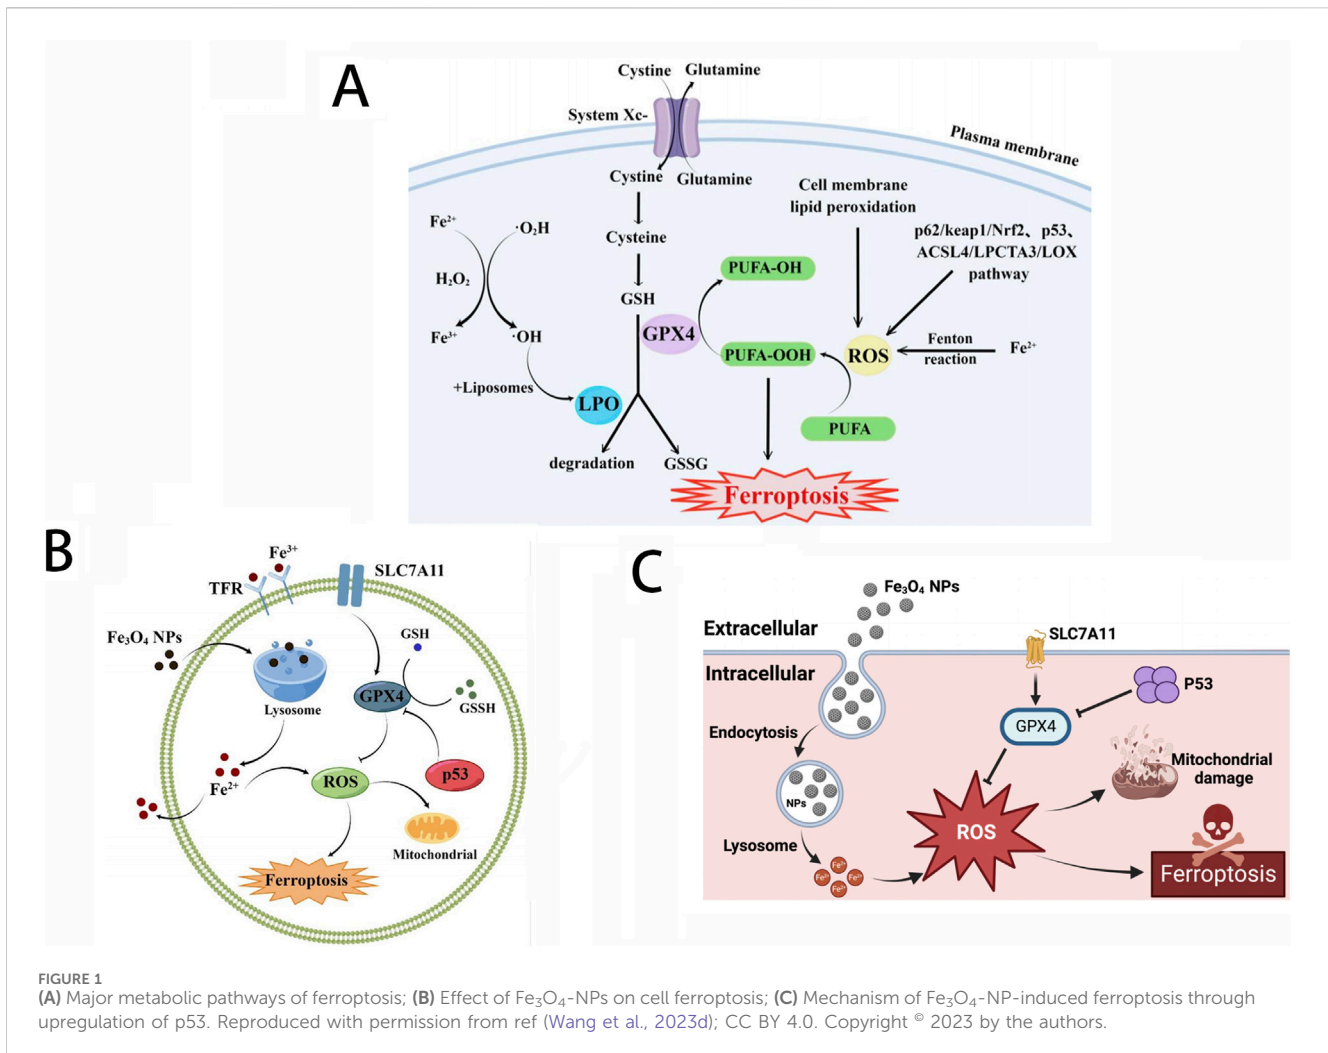 A
Cystine
Glutamine
System Xc-
Plasma membrane
Cystine
Glutamine
Cell membrane
lipid peroxidation
Fe²⁺
·O₂H
p62/keap1/Nrf2、p53、
ACSL4/LPCTA3/LOX
pathway
Cysteine
H₂O₂
PUFA-OH
GSH
GPX4
Fe³⁺
·OH
PUFA-OOH
ROS
Fenton
reaction
Fe²⁺
+Liposomes
LPO
PUFA
degradation
GSSG
Ferroptosis
B
Fe³⁺
TFR
SLC7A11
Fe₃O₄ NPs
GSH
Lysosome
GPX4
GSSH
Fe²⁺
ROS
p53
Mitochondrial
Ferroptosis
C
Fe₃O₄ NPs
Extracellular
SLC7A11
Intracellular
P53
GPX4
Endocytosis
Mitochondrial
damage
NPs
ROS
Lysosome
Fe²⁺
Fe²⁺
Fe²⁺
Fe²⁺
Ferroptosis
FIGURE 1
(A) Major metabolic pathways of ferroptosis; (B) Effect of Fe₃O₄-NPs on cell ferroptosis; (C) Mechanism of Fe₃O₄-NP-induced ferroptosis through
upregulation of p53. Reproduced with permission from ref (Wang et al., 2023d); CC BY 4.0. Copyright © 2023 by the authors.